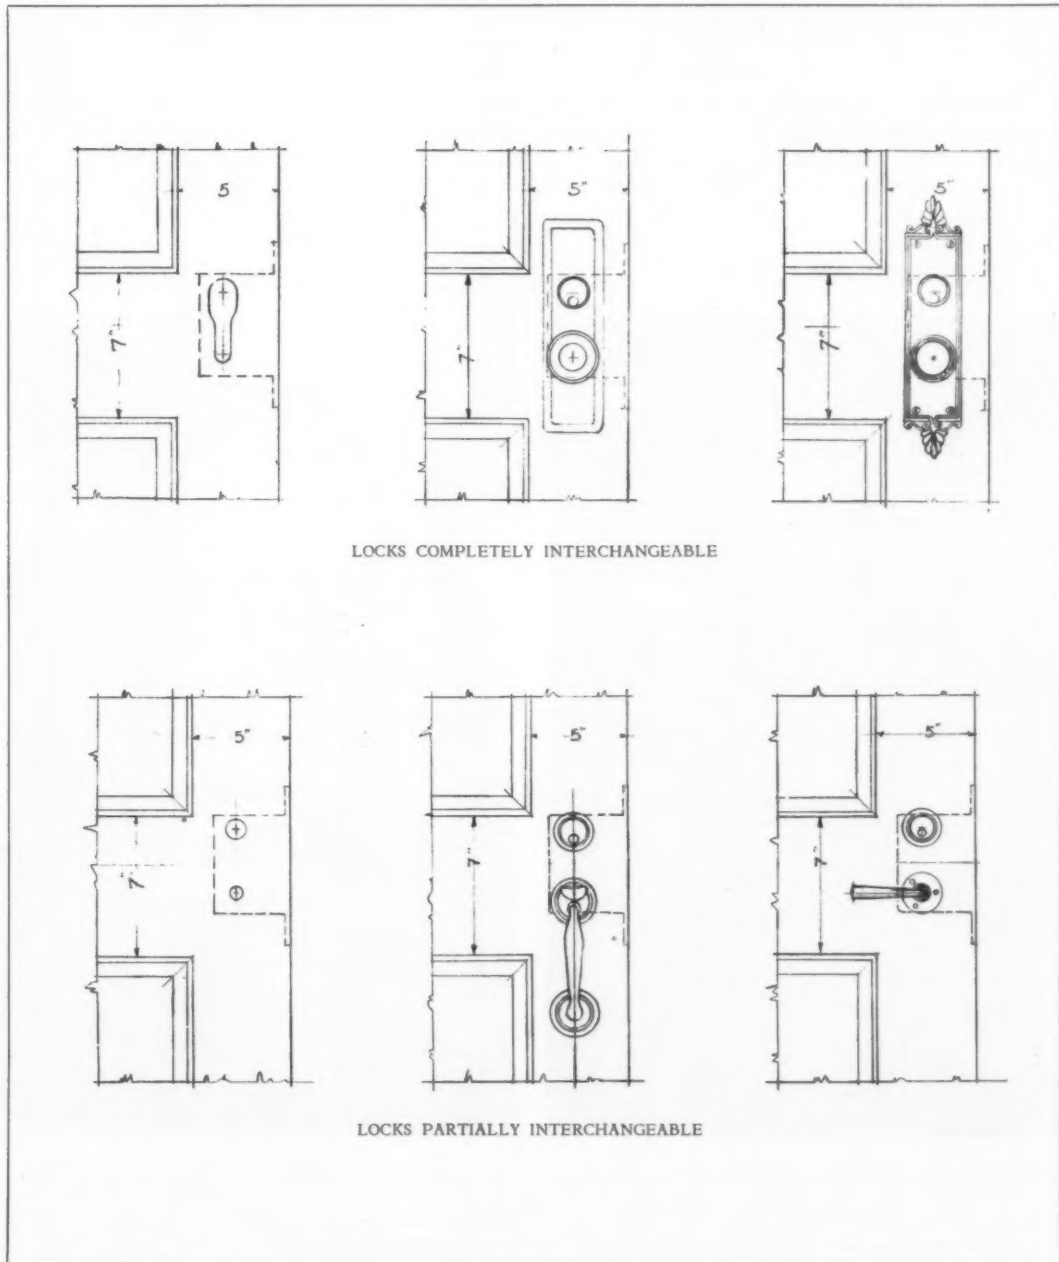 5 5" 5"
7" 7" 7"
LOCKS COMPLETELY INTERCHANGEABLE
5" 5" 5"
7" 7" 7"
LOCKS PARTIALLY INTERCHANGEABLE